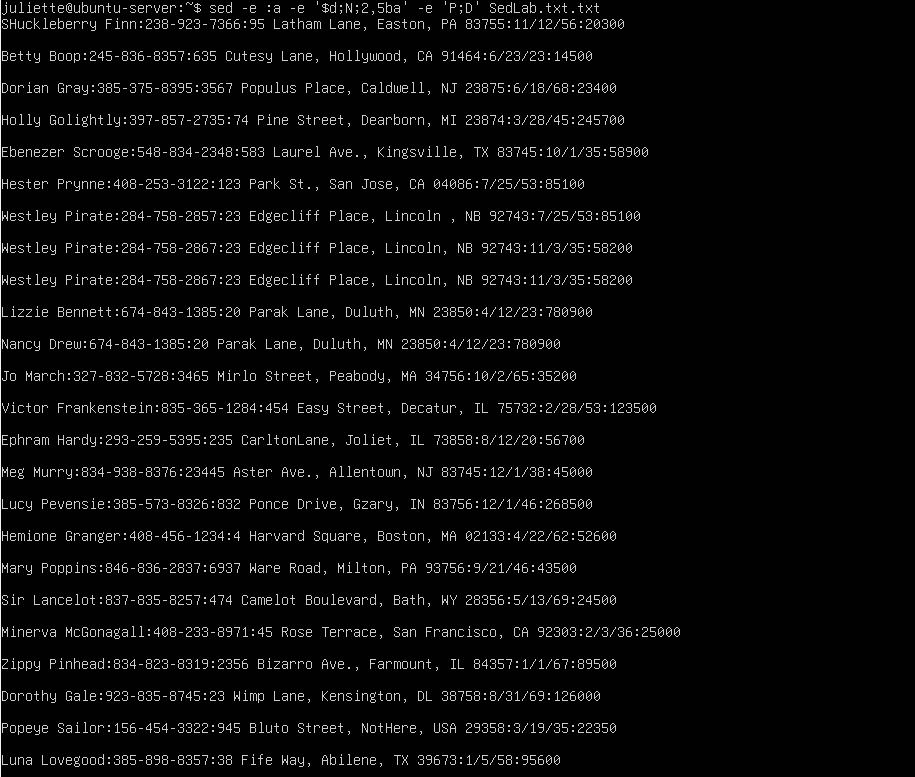 juliette@ubuntu-server:~$ sed -e :a -e '$d;N;2,5ba' -e 'P;D' SedLab.txt.txt
SHuckleberry Finn:238-923-7366:95 Latham Lane, Easton, PA 83755:11/12/56:20300
Betty Boop:245-836-8357:635 Cutesy Lane, Hollywood, CA 91464:6/23/23:14500
Dorian Gray:385-375-8395:3567 Populus Place, Caldwell, NJ 23875:6/18/68:23400
Holly Golightly:397-857-2735:74 Pine Street, Dearborn, MI 23874:3/28/45:245700
Ebenezer Scrooge:548-834-2348:583 Laurel Ave., Kingsville, TX 83745:10/1/35:58900
Hester Prynne:408-253-3122:123 Park St., San Jose, CA 04086:7/25/53:85100
Westley Pirate:284-758-2857:23 Edgecliff Place, Lincoln , NB 92743:7/25/53:85100
Westley Pirate:284-758-2867:23 Edgecliff Place, Lincoln, NB 92743:11/3/35:58200
Westley Pirate:284-758-2867:23 Edgecliff Place, Lincoln, NB 92743:11/3/35:58200
Lizzie Bennett:674-843-1385:20 Parak Lane, Duluth, MN 23850:4/12/23:780900
Nancy Drew:674-843-1385:20 Parak Lane, Duluth, MN 23850:4/12/23:780900
Jo March:327-832-5728:3465 Mirlo Street, Peabody, MA 34756:10/2/65:35200
Victor Frankenstein:835-365-1284:454 Easy Street, Decatur, IL 75732:2/28/53:123500
Ephram Hardy:293-259-5395:235 CarltonLane, Joliet, IL 73858:8/12/20:56700
Meg Murry:834-938-8376:23445 Aster Ave., Allentown, NJ 83745:12/1/38:45000
Lucy Pevensie:385-573-8326:832 Ponce Drive, Gzary, IN 83756:12/1/46:268500
Hemione Granger:408-456-1234:4 Harvard Square, Boston, MA 02133:4/22/62:52600
Mary Poppins:846-836-2837:6937 Ware Road, Milton, PA 93756:9/21/46:43500
Sir Lancelot:837-835-8257:474 Camelot Boulevard, Bath, WY 28356:5/13/69:24500
Minerva McGonagall:408-233-8971:45 Rose Terrace, San Francisco, CA 92303:2/3/36:25000
Zippy Pinhead:834-823-8319:2356 Bizarro Ave., Farmount, IL 84357:1/1/67:89500
Dorothy Gale:923-835-8745:23 Wimp Lane, Kensington, DL 38758:8/31/69:126000
Popeye Sailor:156-454-3322:945 Bluto Street, NotHere, USA 29358:3/19/35:22350
Luna Lovegood:385-898-8357:38 Fife Way, Abilene, TX 39673:1/5/58:95600